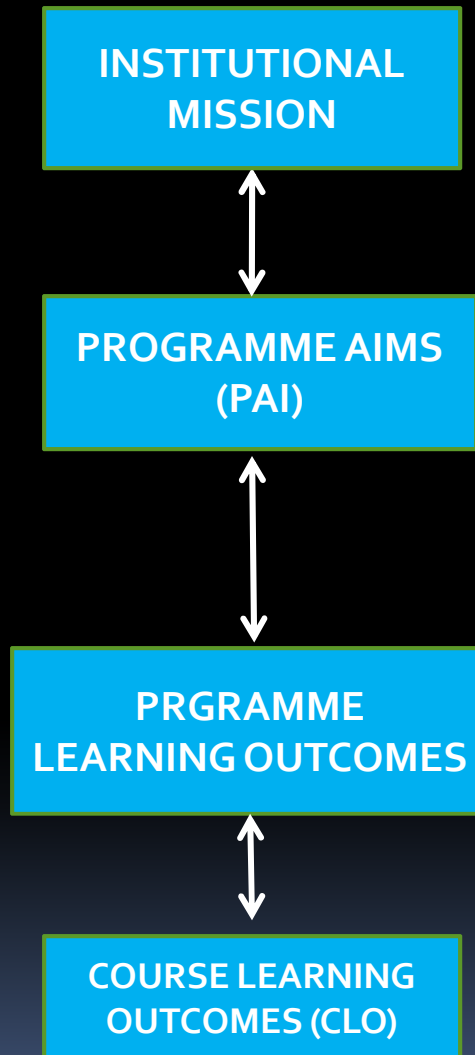 INSTITUTIONAL
MISSION
PROGRAMME AIMS
(PAI)
PRGRAMME
LEARNING OUTCOMES
COURSE LEARNING
OUTCOMES (CLO)